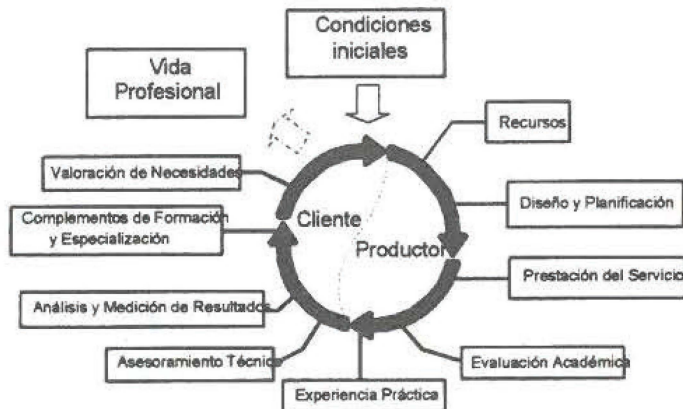 Condiciones
iniciales
Vida
Profesional
Recursos
Valoración de Necesidades
Diseño y Planificación
Complementos de Formación
y Especialización
Cliente
Productor
Prestación del Servicio
Análisis y Medición de Resultados
Asesoramiento Técnico
Evaluación Académica
Experiencia Práctica